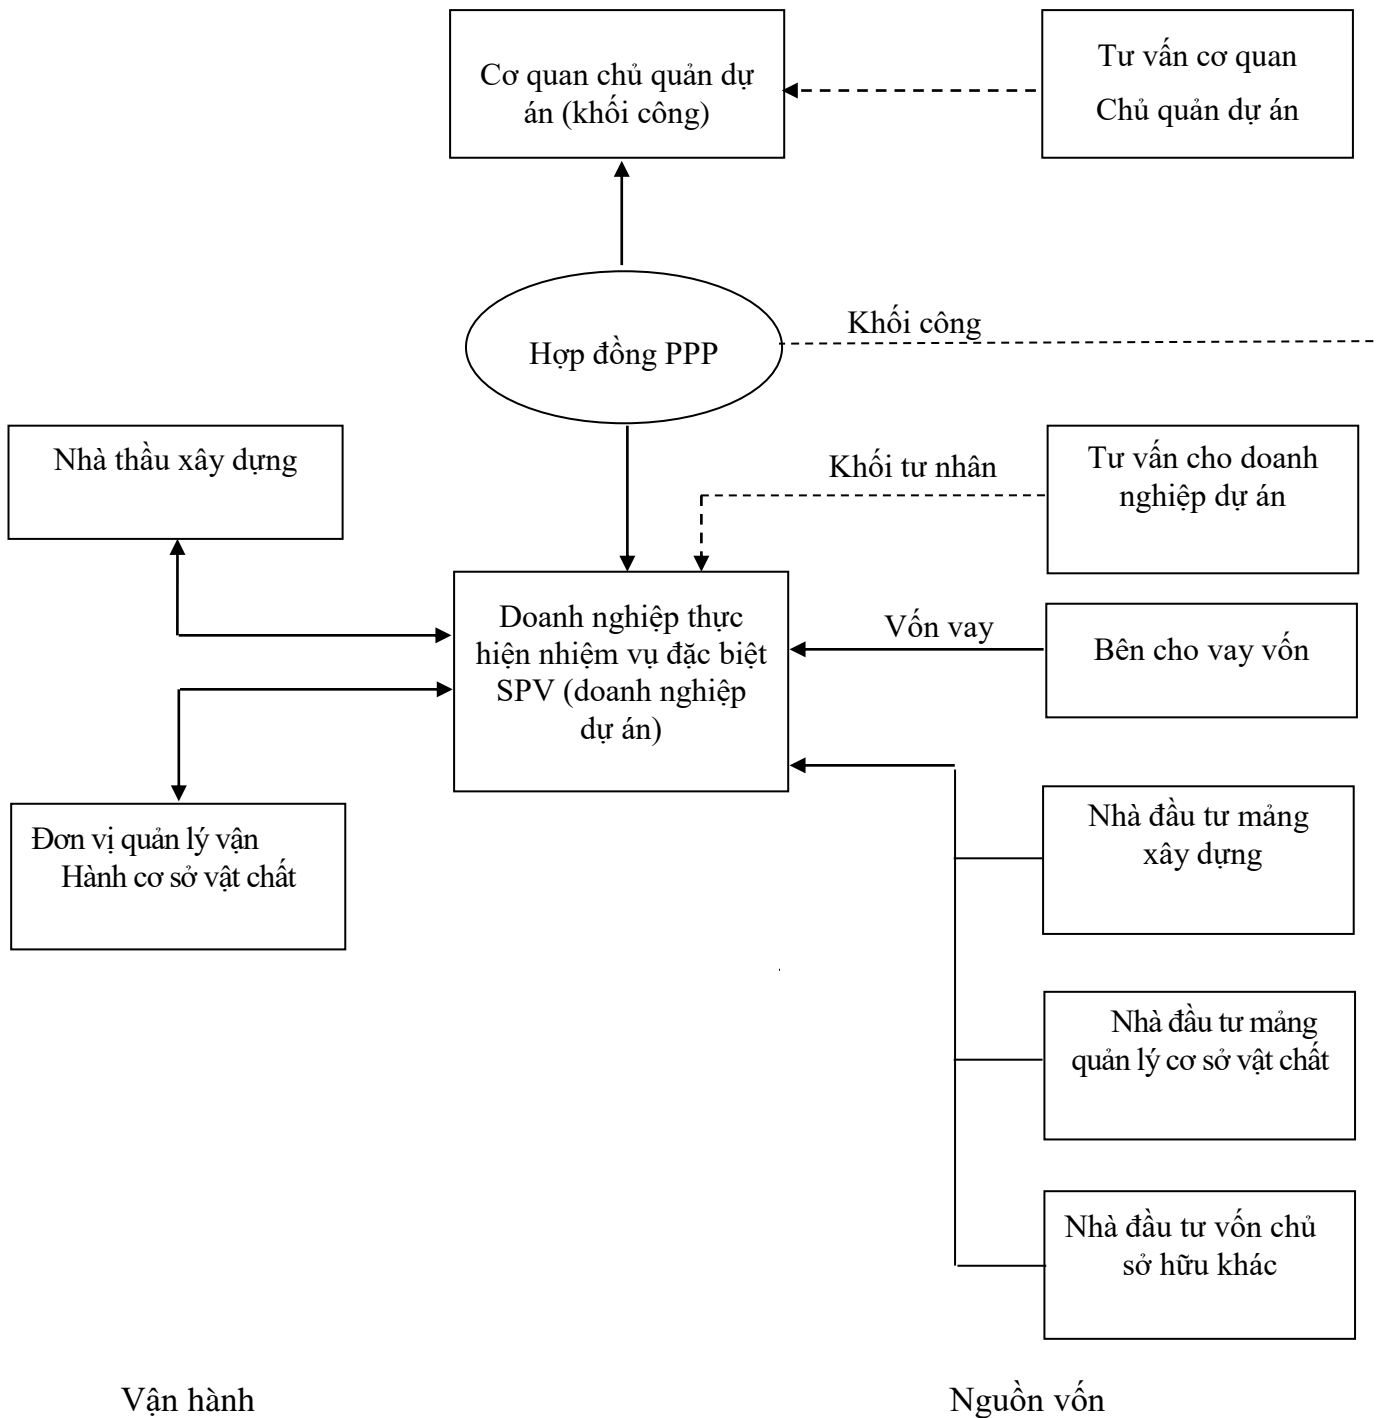 Cơ quan chủ quản dự
án (khối công)
Tư vấn cơ quan
Chủ quản dự án
Khối công
Hợp đồng PPP
Nhà thầu xây dựng
Khối tư nhân
Tư vấn cho doanh
nghiệp dự án
Doanh nghiệp thực
hiện nhiệm vụ đặc biệt
SPV (doanh nghiệp
dự án)
Vốn vay
Bên cho vay vốn
Đơn vị quản lý vận
Hành cơ sở vật chất
Nhà đầu tư mảng
xây dựng
Nhà đầu tư mảng
quản lý cơ sở vật chất
Nhà đầu tư vốn chủ
sở hữu khác
Vận hành
Nguồn vốn